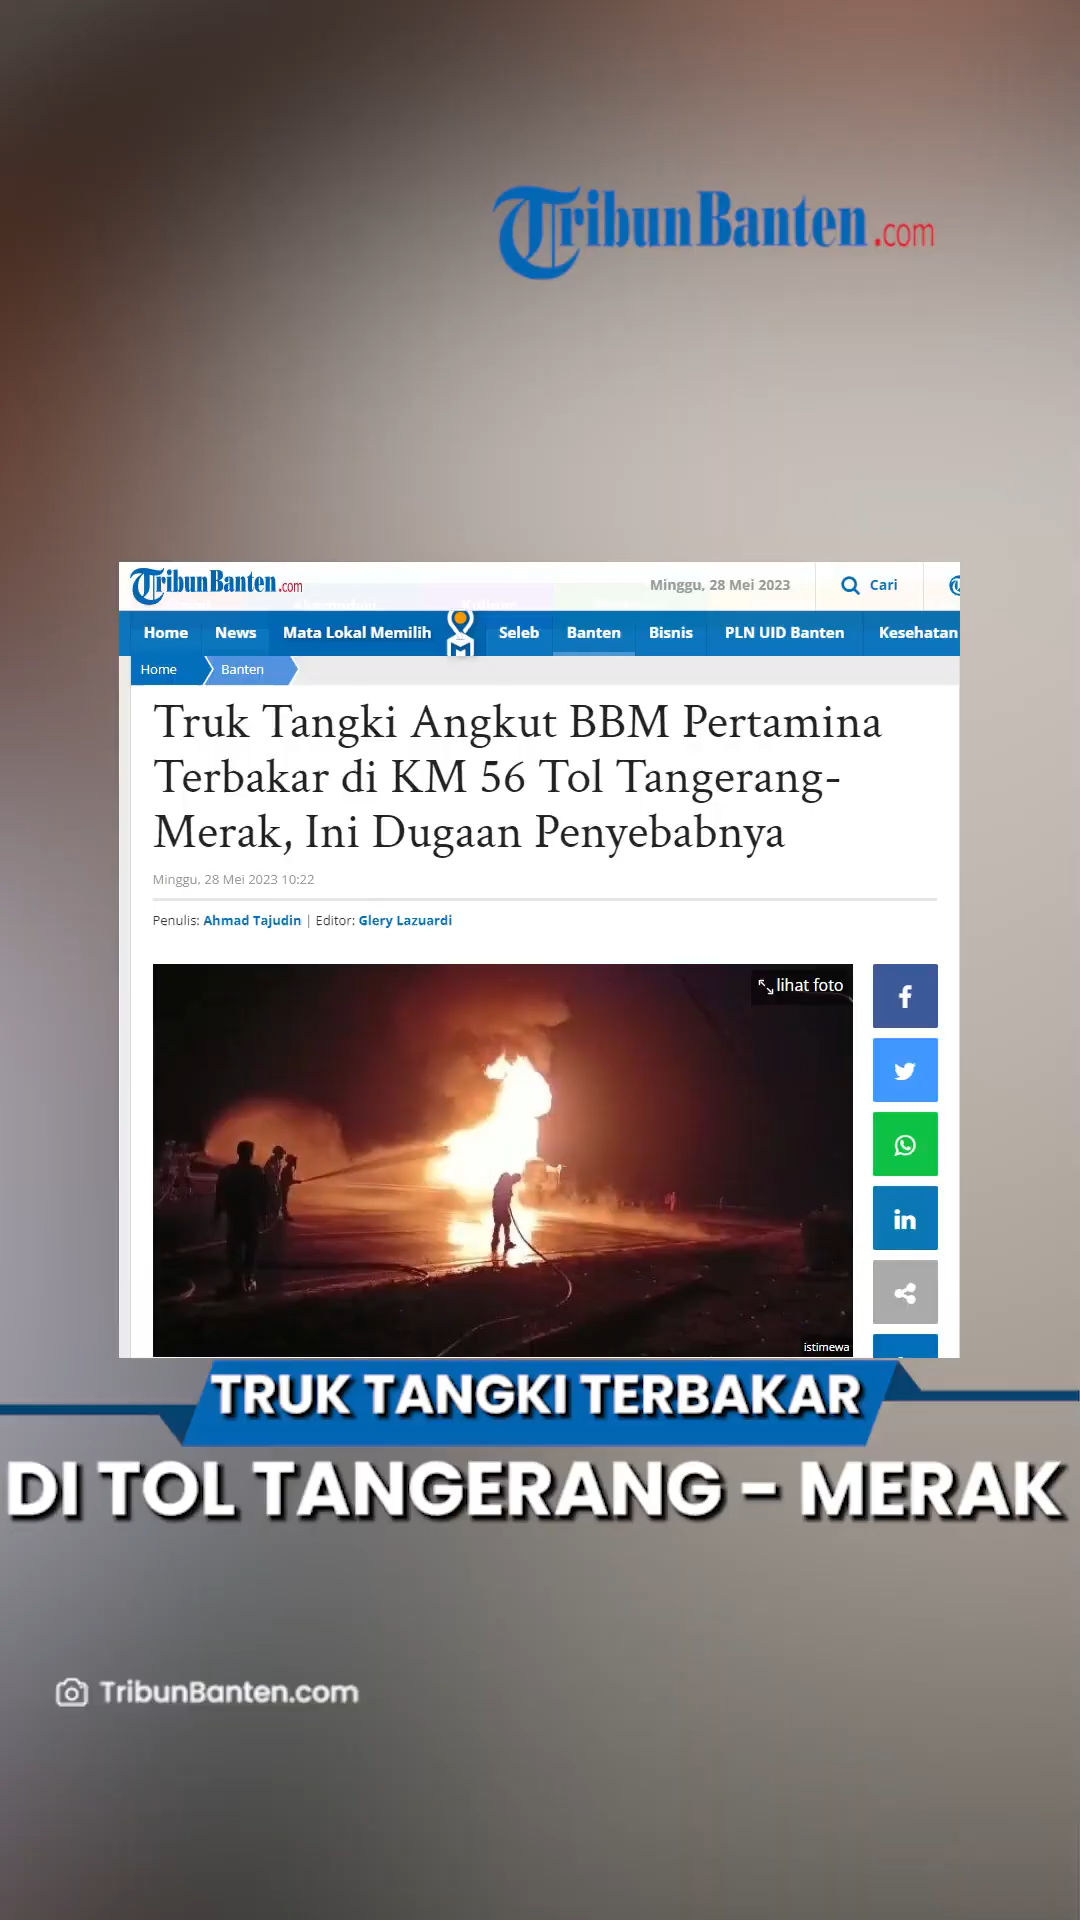 TribunBanten.com
TribunBanten.com
Minggu, 28 Mei 2023
Cari
Home News Mata Lokal Memilih Seleb Banten Bisnis PLN UID Banten Kesehatan
Home Banten
Truk Tangki Angkut BBM Pertamina
Terbakar di KM 56 Tol Tangerang-
Merak, Ini Dugaan Penyebabnya
Minggu, 28 Mei 2023 10:22
Penulis: Ahmad Tajudin | Editor: Glery Lazuardi
lihat foto
istimewa
TRUK TANGKI TERBAKAR
DI TOL TANGERANG – MERAK
TribunBanten.com